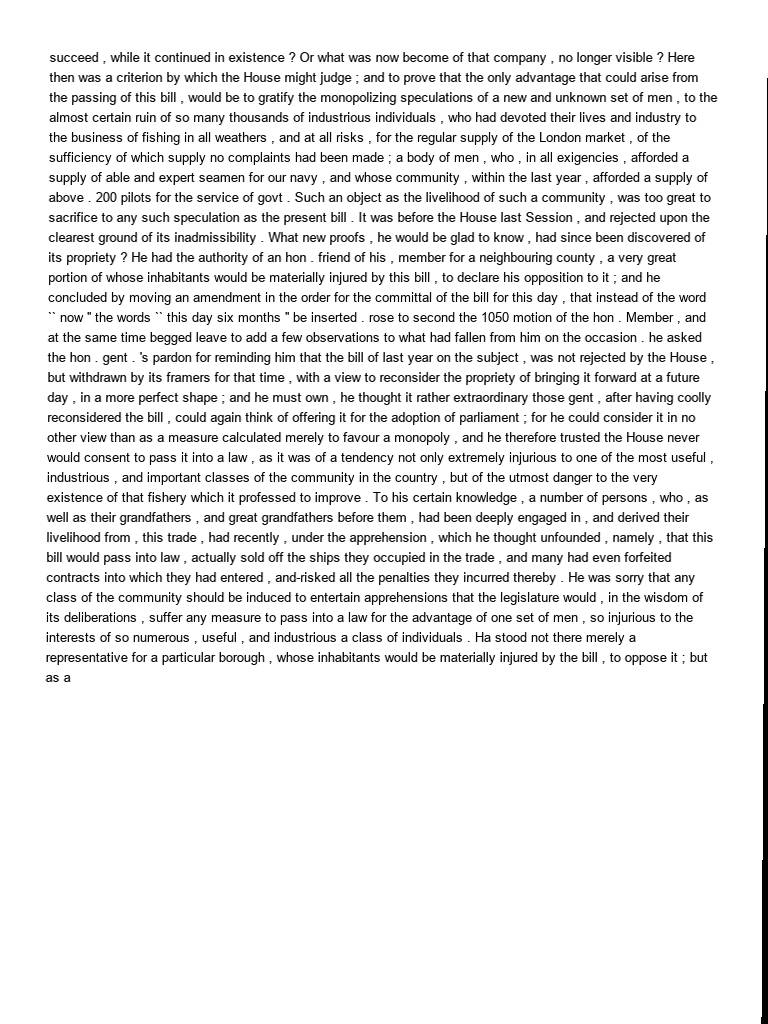 succeed , while it continued in existence ? Or what was now become of that company , no longer visible ? Here
then was a criterion by which the House might judge ; and to prove that the only advantage that could arise from
the passing of this bill , would be to gratify the monopolizing speculations of a new and unknown set of men , to the
almost certain ruin of so many thousands of industrious individuals , who had devoted their lives and industry to
the business of fishing in all weathers , and at all risks , for the regular supply of the London market , of the
sufficiency of which supply no complaints had been made ; a body of men , who , in all exigencies , afforded a
supply of able and expert seamen for our navy , and whose community , within the last year , afforded a supply of
above . 200 pilots for the service of govt . Such an object as the livelihood of such a community , was too great to
sacrifice to any such speculation as the present bill . It was before the House last Session , and rejected upon the
clearest ground of its inadmissibility . What new proofs , he would be glad to know , had since been discovered of
its propriety ? He had the authority of an hon . friend of his , member for a neighbouring county , a very great
portion of whose inhabitants would be materially injured by this bill , to declare his opposition to it ; and he
concluded by moving an amendment in the order for the committal of the bill for this day , that instead of the word
`` now " the words `` this day six months " be inserted . rose to second the 1050 motion of the hon . Member , and
at the same time begged leave to add a few observations to what had fallen from him on the occasion . he asked
the hon . gent . 's pardon for reminding him that the bill of last year on the subject , was not rejected by the House ,
but withdrawn by its framers for that time , with a view to reconsider the propriety of bringing it forward at a future
day , in a more perfect shape ; and he must own , he thought it rather extraordinary those gent , after having coolly
reconsidered the bill , could again think of offering it for the adoption of parliament ; for he could consider it in no
other view than as a measure calculated merely to favour a monopoly , and he therefore trusted the House never
would consent to pass it into a law , as it was of a tendency not only extremely injurious to one of the most useful ,
industrious , and important classes of the community in the country , but of the utmost danger to the very
existence of that fishery which it professed to improve . To his certain knowledge , a number of persons , who , as
well as their grandfathers , and great grandfathers before them , had been deeply engaged in , and derived their
livelihood from , this trade , had recently , under the apprehension , which he thought unfounded , namely , that this
bill would pass into law , actually sold off the ships they occupied in the trade , and many had even forfeited
contracts into which they had entered , and-risked all the penalties they incurred thereby . He was sorry that any
class of the community should be induced to entertain apprehensions that the legislature would , in the wisdom of
its deliberations , suffer any measure to pass into a law for the advantage of one set of men , so injurious to the
interests of so numerous , useful , and industrious a class of individuals . Ha stood not there merely a
representative for a particular borough , whose inhabitants would be materially injured by the bill , to oppose it ; but
as a